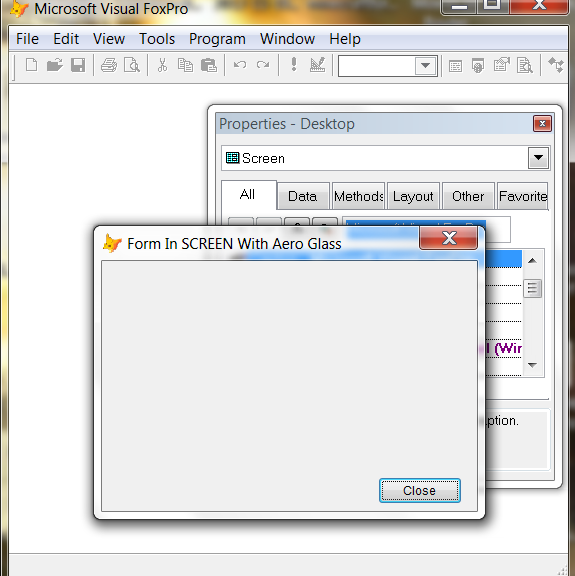 Microsoft Visual FoxPro
File Edit View Tools Program Window Help
Properties - Desktop
Screen
All Data Methods Layout Other Favorite
Form In SCREEN With Aero Glass
l (Wir
ption.
Close